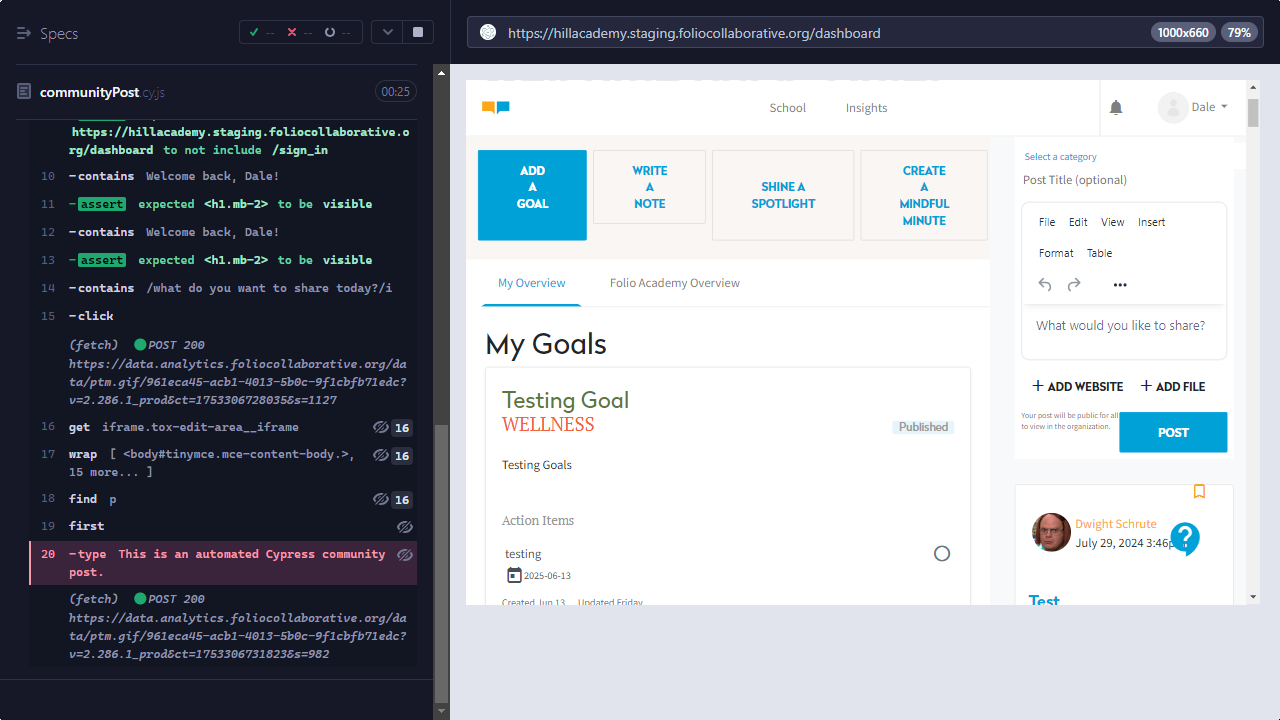 Specs
-- -- --
communityPost.cy.js
00:25
https://hillacademy.staging.foliocollaborative.o
rg/dashboard to not include /sign_in
10 -contains Welcome back, Dale!
11 -assert expected <h1.mb-2> to be visible
12 -contains Welcome back, Dale!
13 -assert expected <h1.mb-2> to be visible
14 -contains /what do you want to share today?/i
15 -click
(fetch) POST 200
https://data.analytics.foliocollaborative.org/da
ta/ptm.gif/961eca45-acb1-4013-5b0c-9f1cbfb71edc?
v=2.286.1_prod&ct=1753306728035&s=1127
16 get iframe.tox-edit-area__iframe 16
17 wrap [ <body#tinymce.mce-content-body.>, 16
15 more... ]
18 find p 16
19 first
20 -type This is an automated Cypress community
post.
(fetch) POST 200
https://data.analytics.foliocollaborative.org/da
ta/ptm.gif/961eca45-acb1-4013-5b0c-9f1cbfb71edc?
v=2.286.1_prod&ct=1753306731823&s=982
https://hillacademy.staging.foliocollaborative.org/dashboard
1000x660
79%
School
Insights
Dale
ADD
A
GOAL
WRITE
A
NOTE
SHINE A
SPOTLIGHT
CREATE
A
MINDFUL
MINUTE
My Overview
Folio Academy Overview
My Goals
Testing Goal
WELLNESS
Published
Testing Goals
Action Items
testing
2025-06-13
Created Jun 13 Updated Friday
Select a category
Post Title (optional)
File Edit View Insert
Format Table
What would you like to share?
+ ADD WEBSITE + ADD FILE
Your post will be public for all
to view in the organization.
POST
Dwight Schrute
July 29, 2024 3:46p
Test